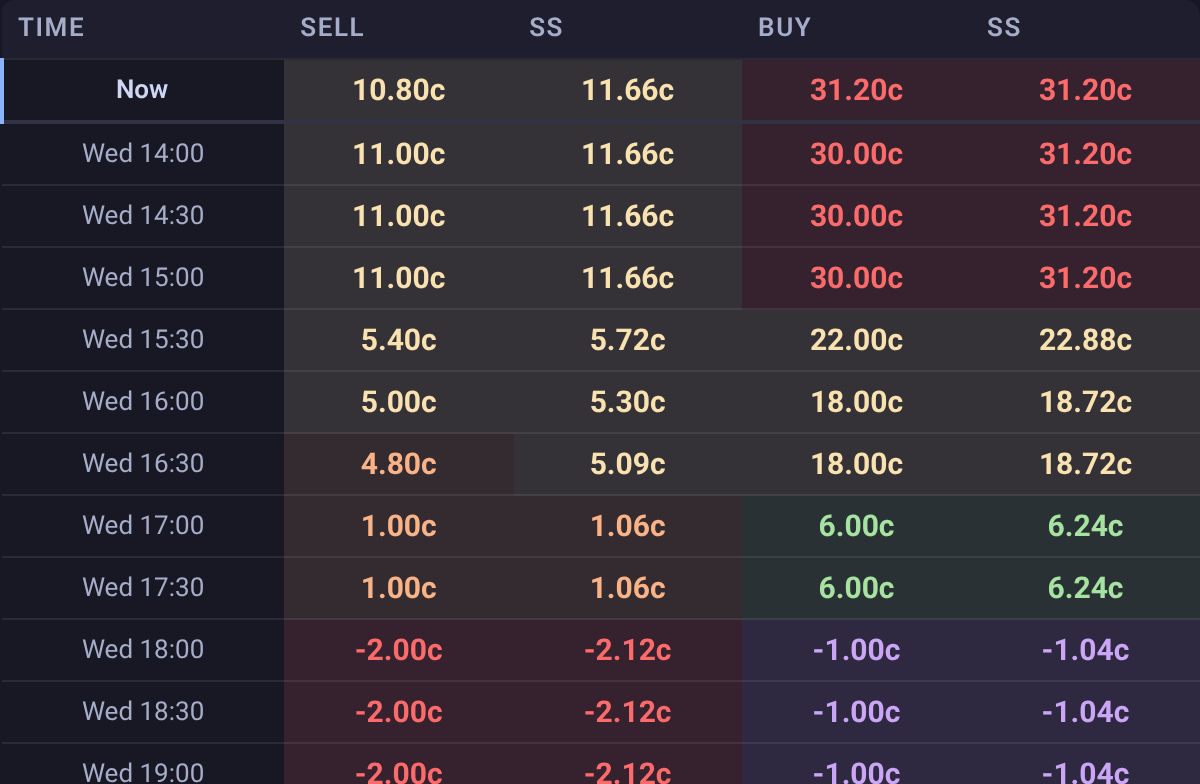 TIME SELL SS BUY SS
Now 10.80c 11.66c 31.20c 31.20c
Wed 14:00 11.00c 11.66c 30.00c 31.20c
Wed 14:30 11.00c 11.66c 30.00c 31.20c
Wed 15:00 11.00c 11.66c 30.00c 31.20c
Wed 15:30 5.40c 5.72c 22.00c 22.88c
Wed 16:00 5.00c 5.30c 18.00c 18.72c
Wed 16:30 4.80c 5.09c 18.00c 18.72c
Wed 17:00 1.00c 1.06c 6.00c 6.24c
Wed 17:30 1.00c 1.06c 6.00c 6.24c
Wed 18:00 -2.00c -2.12c -1.00c -1.04c
Wed 18:30 -2.00c -2.12c -1.00c -1.04c
Wed 19:00 -2.00c -2.12c -1.00c -1.04c